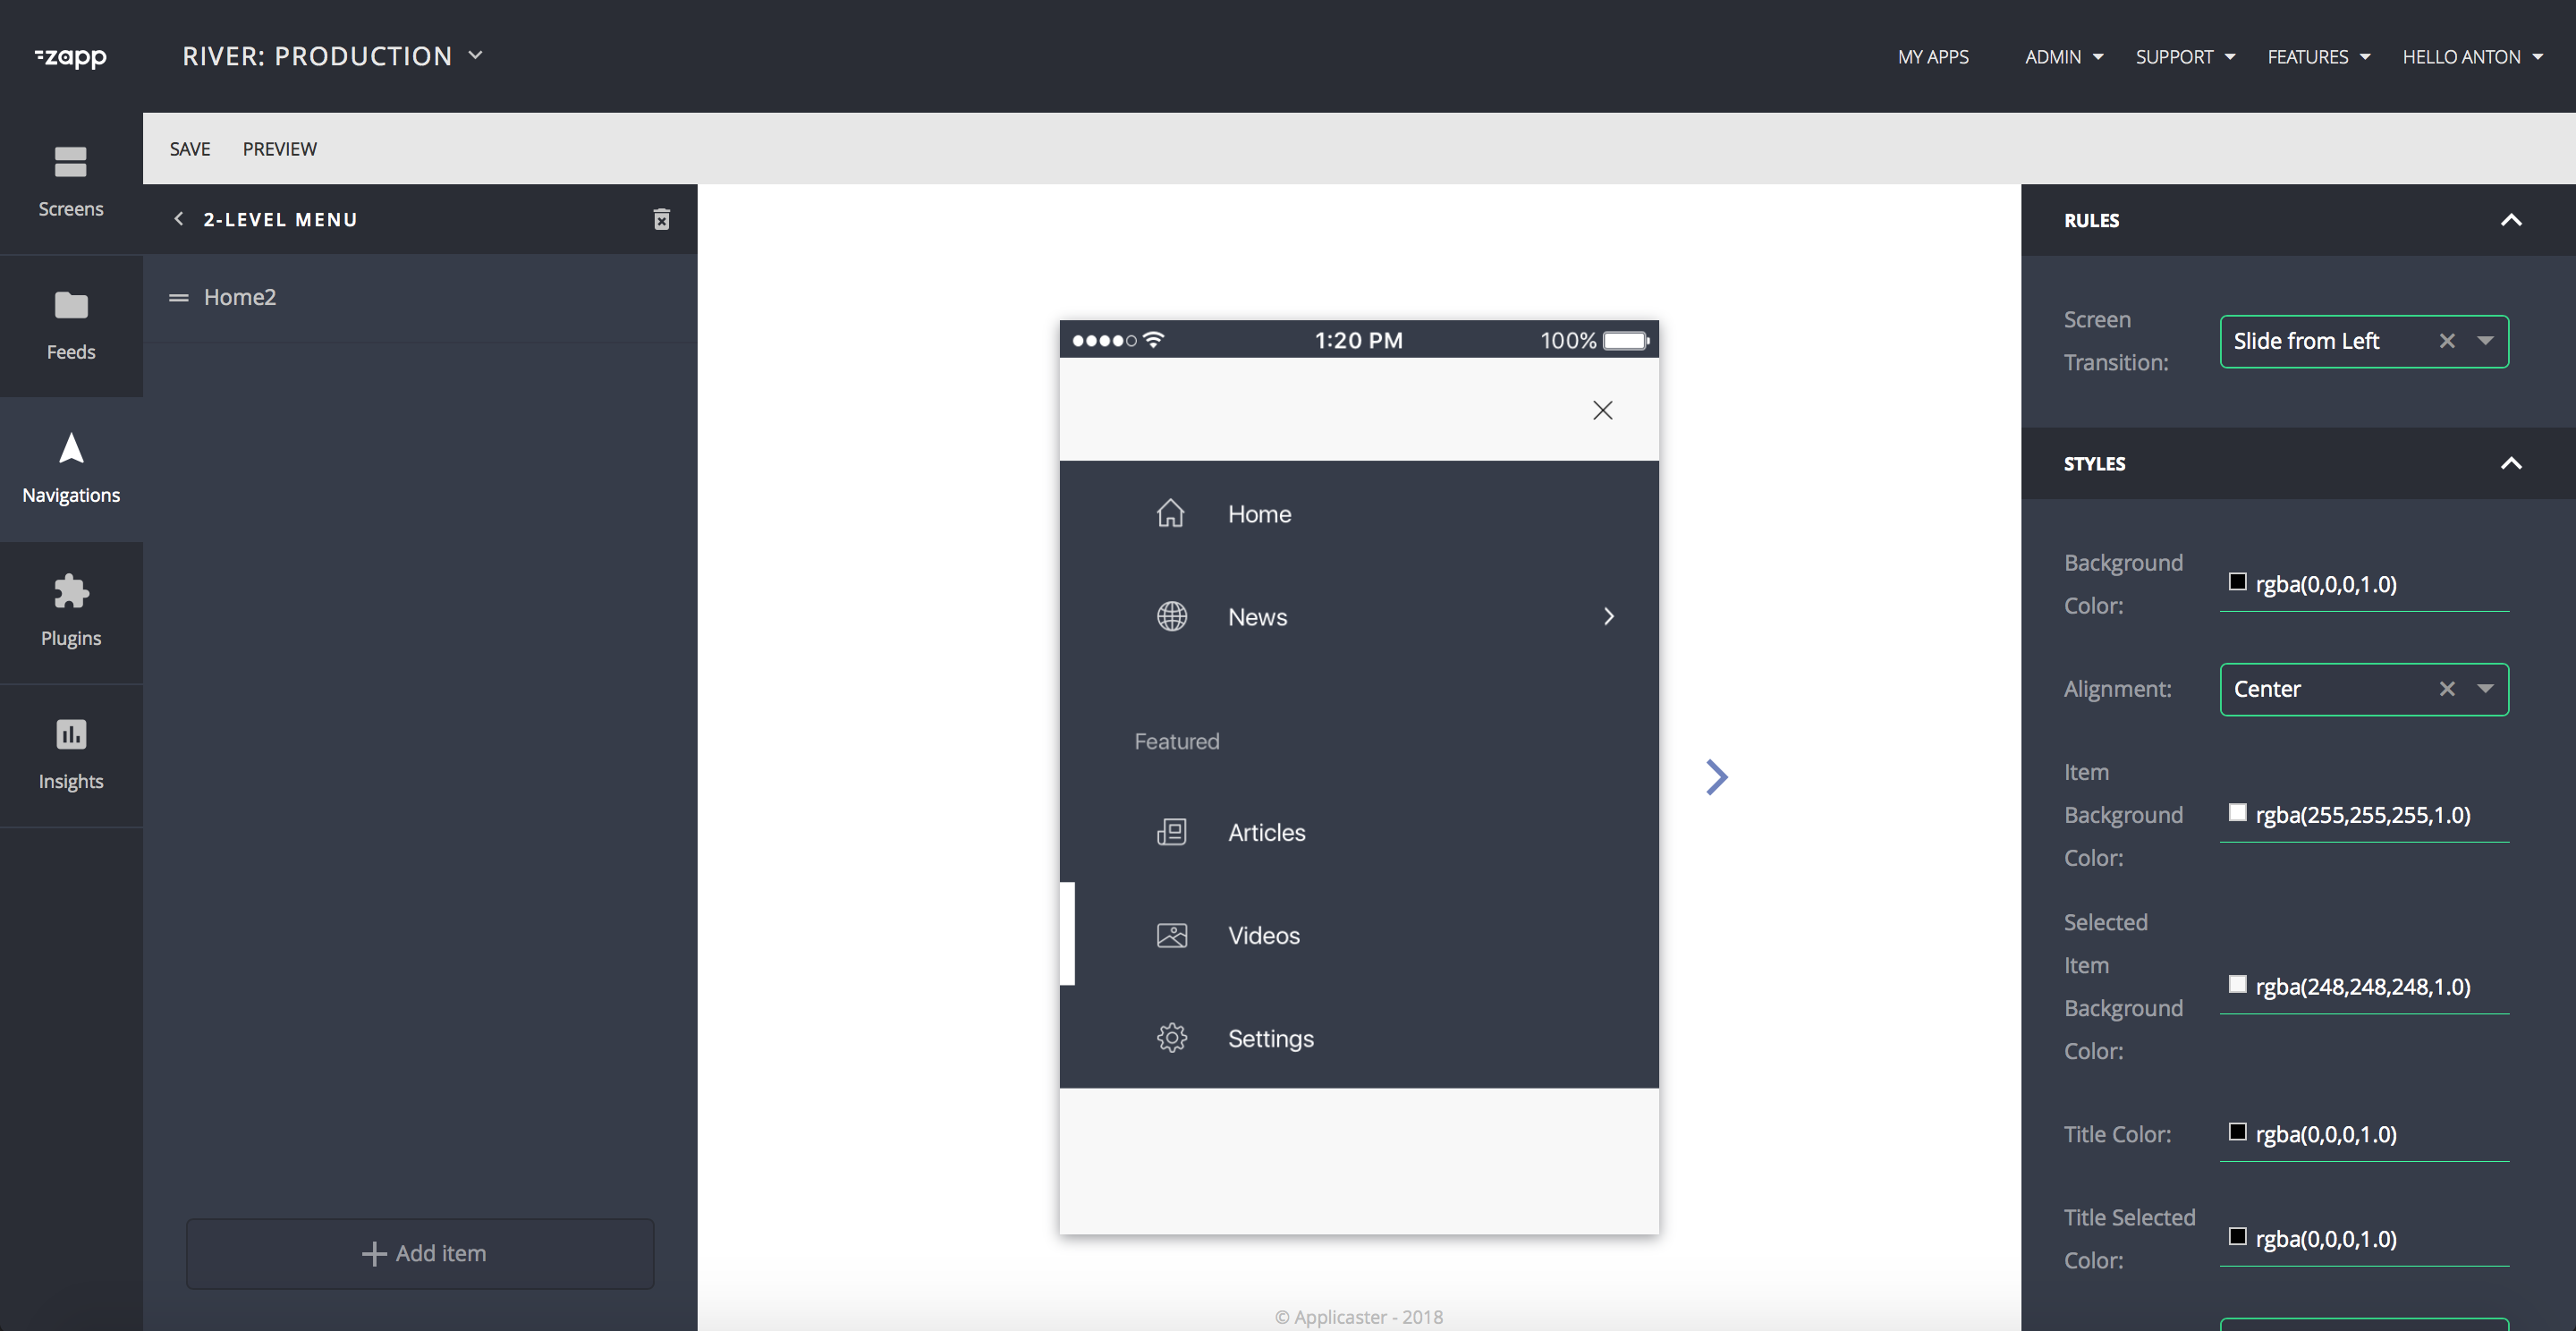 zapp
RIVER: PRODUCTION
MY APPS
ADMIN
SUPPORT
FEATURES
HELLO ANTON
SAVE
PREVIEW
Screens
Feeds
Navigations
Plugins
Insights
2-LEVEL MENU
Home2
Add item
1:20 PM
100%
Home
News
Featured
Articles
Videos
Settings
© Applicaster - 2018
RULES
Screen
Transition:
Slide from Left
STYLES
Background
Color:
rgba(0,0,0,1.0)
Alignment:
Center
Item
Background
Color:
rgba(255,255,255,1.0)
Selected
Item
Background
Color:
rgba(248,248,248,1.0)
Title Color:
rgba(0,0,0,1.0)
Title Selected
Color:
rgba(0,0,0,1.0)